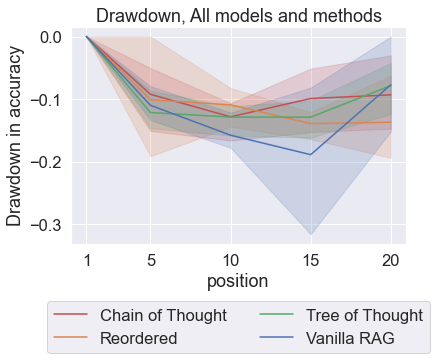 Drawdown, All models and methods
0.0
−0.1
−0.2
−0.3
Drawdown in accuracy
1 5 10 15 20
position
Chain of Thought Tree of Thought
Reordered Vanilla RAG